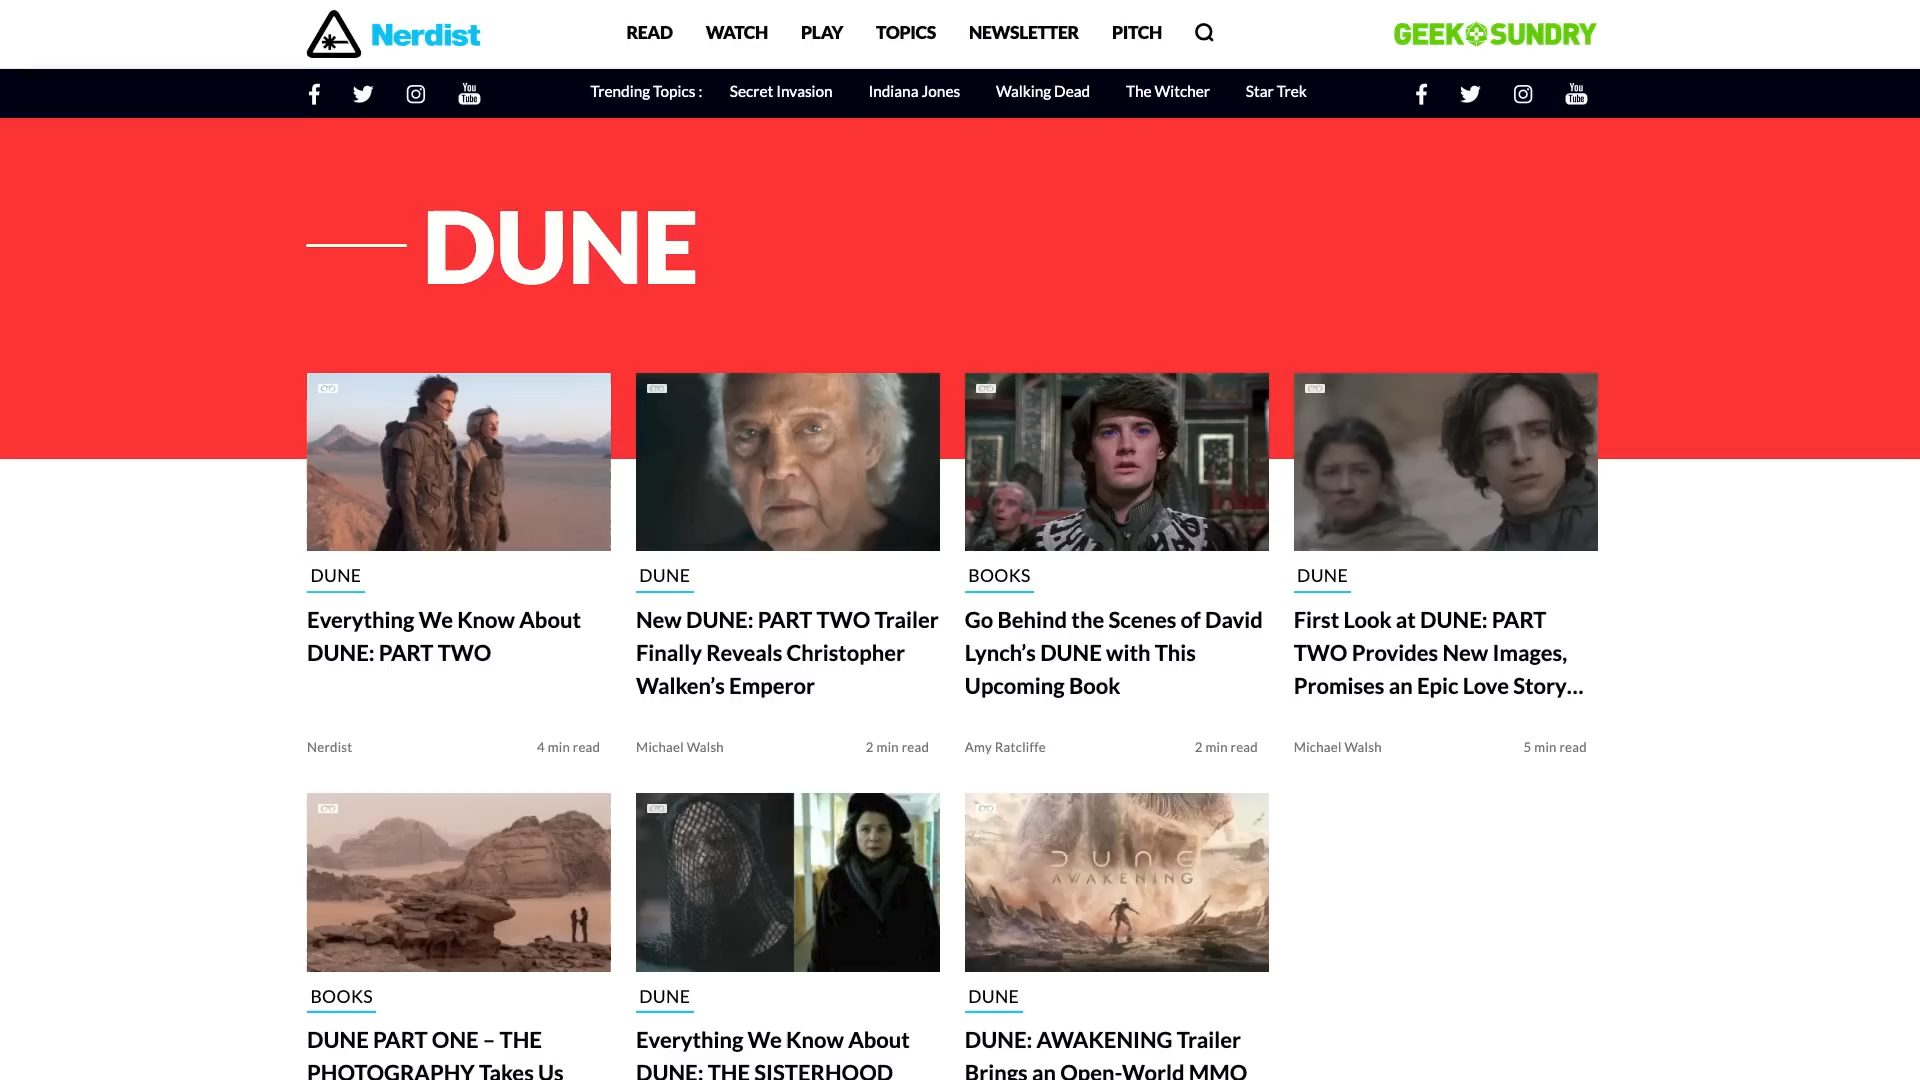 Nerdist
READ WATCH PLAY TOPICS NEWSLETTER PITCH
GEEK SUNDRY
You Tube
Trending Topics : Secret Invasion Indiana Jones Walking Dead The Witcher Star Trek
You Tube
DUNE
DUNE
Everything We Know About
DUNE: PART TWO
Nerdist 4 min read
DUNE
New DUNE: PART TWO Trailer
Finally Reveals Christopher
Walken’s Emperor
Michael Walsh 2 min read
BOOKS
Go Behind the Scenes of David
Lynch’s DUNE with This
Upcoming Book
Amy Ratcliffe 2 min read
DUNE
First Look at DUNE: PART
TWO Provides New Images,
Promises an Epic Love Story...
Michael Walsh 5 min read
BOOKS
DUNE PART ONE – THE
PHOTOGRAPHY Takes Us
DUNE
Everything We Know About
DUNE: THE SISTERHOOD
DUNE
AWAKENING
DUNE
DUNE: AWAKENING Trailer
Brings an Open-World MMO